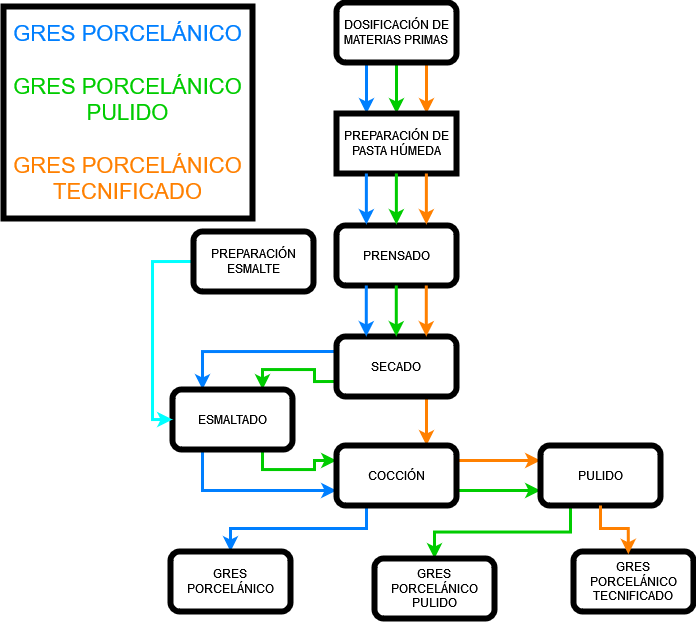 GRES PORCELÁNICO
GRES PORCELÁNICO
PULIDO
GRES PORCELÁNICO
TECNIFICADO
DOSIFICACIÓN DE
MATERIAS PRIMAS
PREPARACIÓN DE
PASTA HÚMEDA
PREPARACIÓN
ESMALTE
PRENSADO
SECADO
ESMALTADO
COCCIÓN
PULIDO
GRES
PORCELÁNICO
GRES
PORCELÁNICO
PULIDO
GRES
PORCELÁNICO
TECNIFICADO